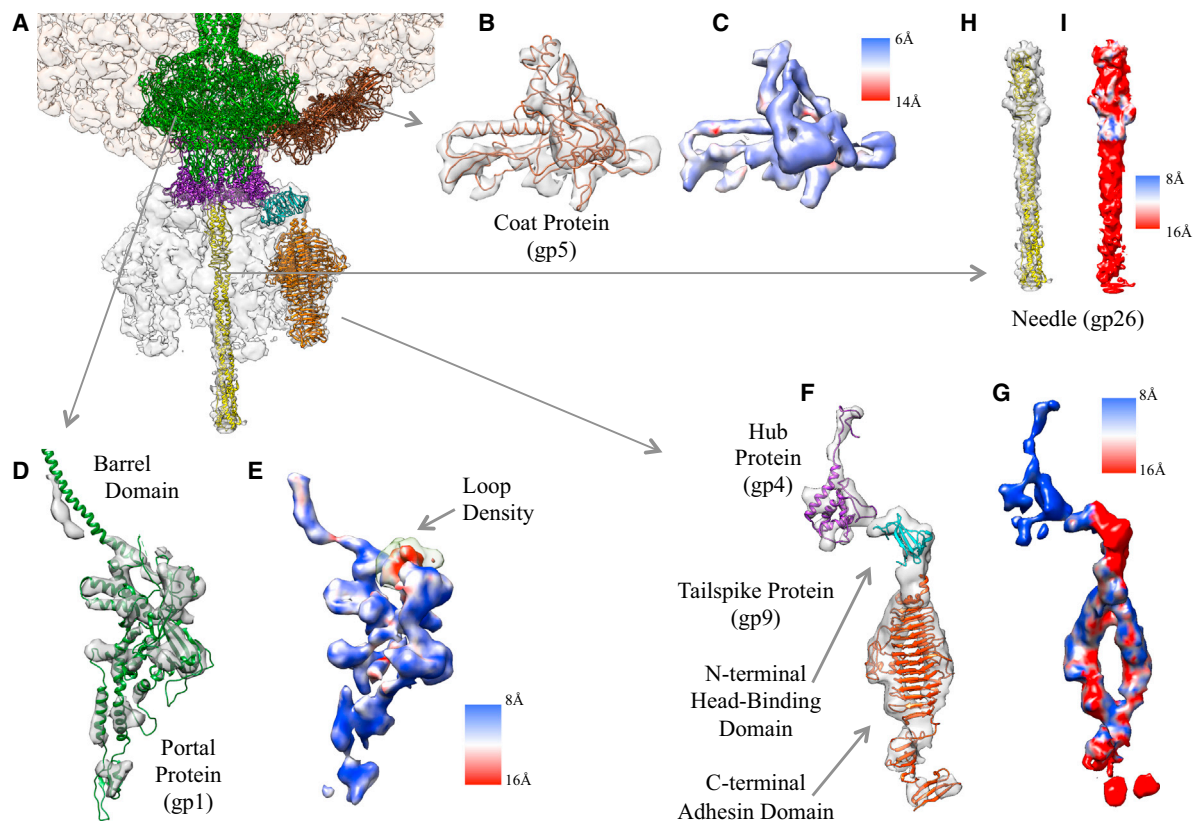 A
B
C
6Å
14Å
H
I
8Å
16Å
Coat Protein
(gp5)
Needle (gp26)
D
Barrel
Domain
E
Loop
Density
8Å
16Å
Portal
Protein
(gp1)
F
Hub
Protein
(gp4)
G
8Å
16Å
Tailspike Protein
(gp9)
N-terminal
Head-Binding
Domain
C-terminal
Adhesin Domain